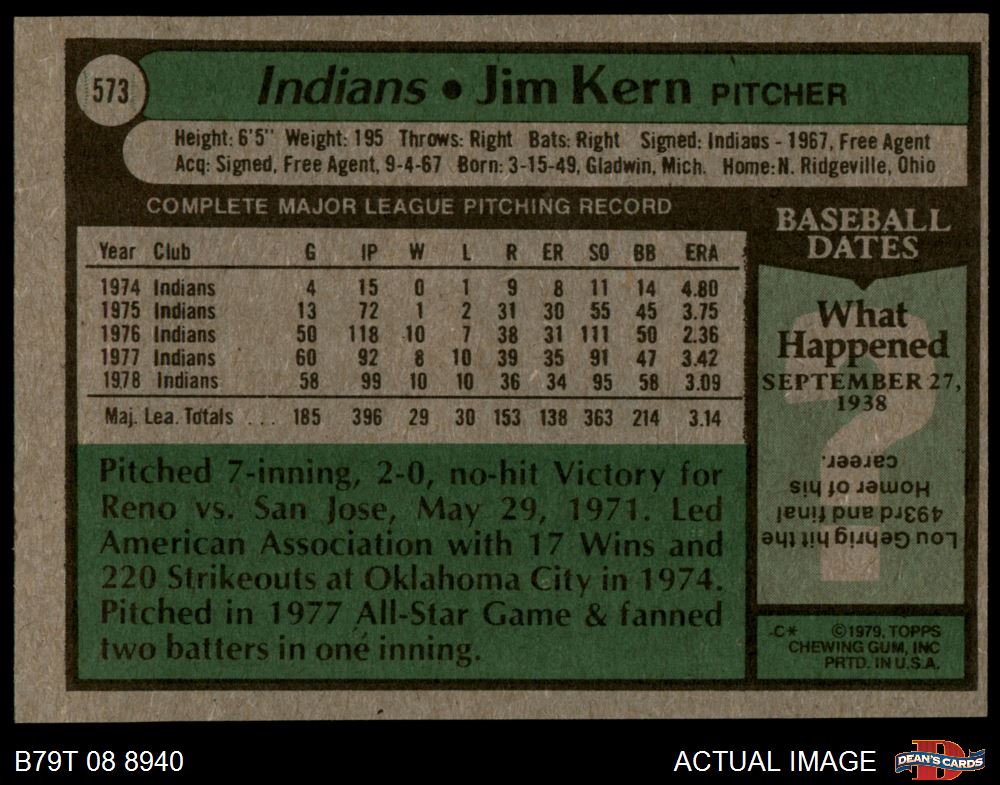 573
Indians • Jim Kern PITCHER
Height: 6'5" Weight: 195 Throws: Right Bats: Right Signed: Indians - 1967, Free Agent
Acq: Signed, Free Agent, 9-4-67 Born: 3-15-49, Gladwin, Mich. Home: N. Ridgeville, Ohio
COMPLETE MAJOR LEAGUE PITCHING RECORD
Year Club G IP W L R ER SO BB ERA
1974 Indians 4 15 0 1 9 8 11 14 4.80
1975 Indians 13 72 1 2 31 30 55 45 3.75
1976 Indians 50 118 10 7 38 31 111 50 2.36
1977 Indians 60 92 8 10 39 35 91 47 3.42
1978 Indians 58 99 10 10 36 34 95 58 3.09
Maj. Lea. Totals ... 185 396 29 30 153 138 363 214 3.14
Pitched 7-inning, 2-0, no-hit Victory for
Reno vs. San Jose, May 29, 1971. Led
American Association with 17 Wins and
220 Strikeouts at Oklahoma City in 1974.
Pitched in 1977 All-Star Game & fanned
two batters in one inning.
BASEBALL
DATES
What
Happened
SEPTEMBER 27,
1938
?
Lou Gehrig hit the
493rd and final
Homer of his
career.
-C* ©1979, TOPPS
CHEWING GUM, INC
PRTD. IN U.S.A.
B79T 08 8940
ACTUAL IMAGE
D
DEAN'S CARDS